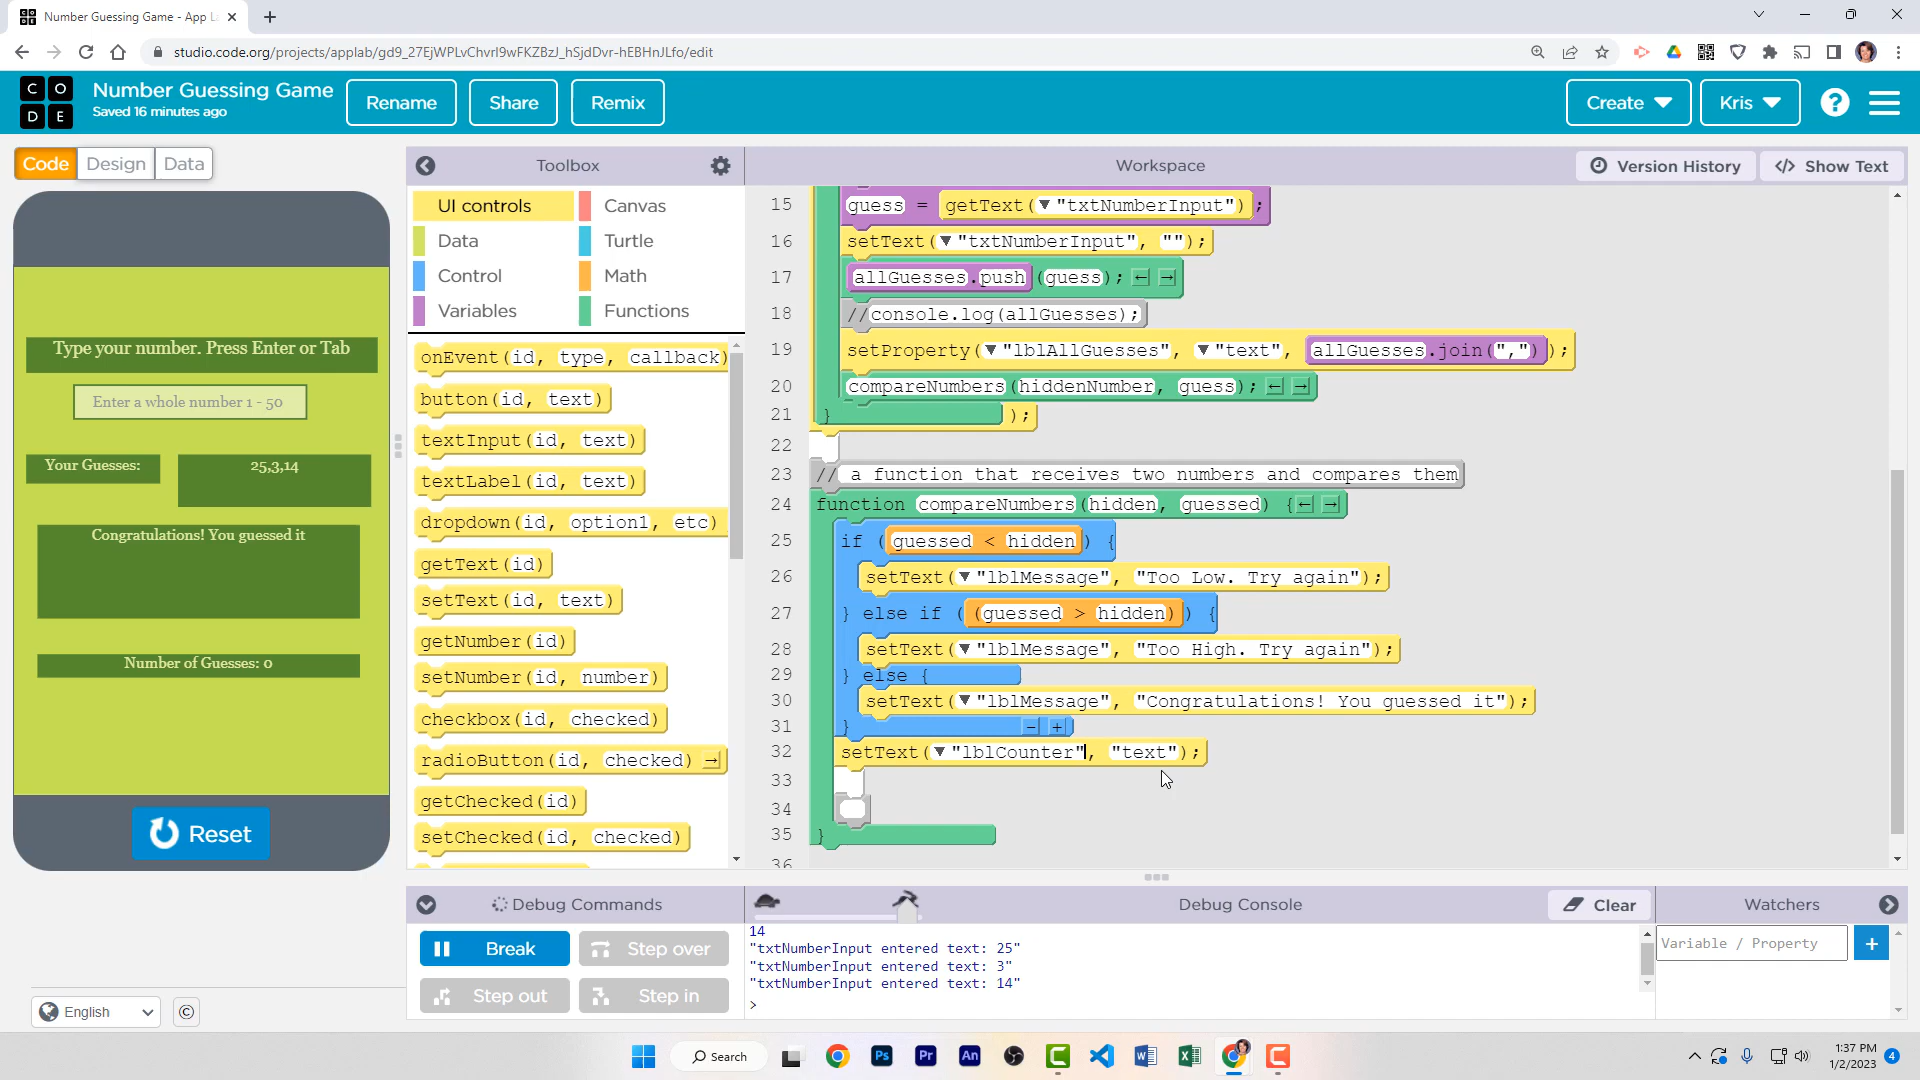 Number Guessing Game - App L
studio.code.org/projects/applab/gd9_27EjWPLvChvrI9wFKZBzJ_hSjdDvr-hEBHnJLfo/edit
C O D E
Number Guessing Game
Saved 16 minutes ago
Rename
Share
Remix
Create
Kris
?
Code
Design
Data
Toolbox
Workspace
Version History
</> Show Text
Type your number. Press Enter or Tab
Enter a whole number 1 - 50
Your Guesses:
25,3,14
Congratulations! You guessed it
Number of Guesses: 0
Reset
English
©
UI controls
Canvas
Data
Turtle
Control
Math
Variables
Functions
onEvent(id, type, callback)
button(id, text)
textInput(id, text)
textLabel(id, text)
dropdown(id, option1, etc)
getText(id)
setText(id, text)
getNumber(id)
setNumber(id, number)
checkbox(id, checked)
radioButton(id, checked)
getChecked(id)
setChecked(id, checked)
15 guess = getText("txtNumberInput");
16 setText("txtNumberInput", "");
17 allGuesses.push(guess);
18 //console.log(allGuesses);
19 setProperty("lblAllGuesses", "text", allGuesses.join(","));
20 compareNumbers(hiddenNumber, guess);
21 } );
22
23 // a function that receives two numbers and compares them
24 function compareNumbers(hidden, guessed) {
25 if (guessed < hidden) {
26 setText("lblMessage", "Too Low. Try again");
27 } else if ((guessed > hidden)) {
28 setText("lblMessage", "Too High. Try again");
29 } else {
30 setText("lblMessage", "Congratulations! You guessed it");
31 } - +
32 setText("lblCounter", "text");
33
34
35 }
36
Debug Commands
Debug Console
Clear
Watchers
Break
Step over
Step out
Step in
14
"txtNumberInput entered text: 25"
"txtNumberInput entered text: 3"
"txtNumberInput entered text: 14"
>
Variable / Property
+
Search
Ps
Pr
An
1:37 PM
1/2/2023
4